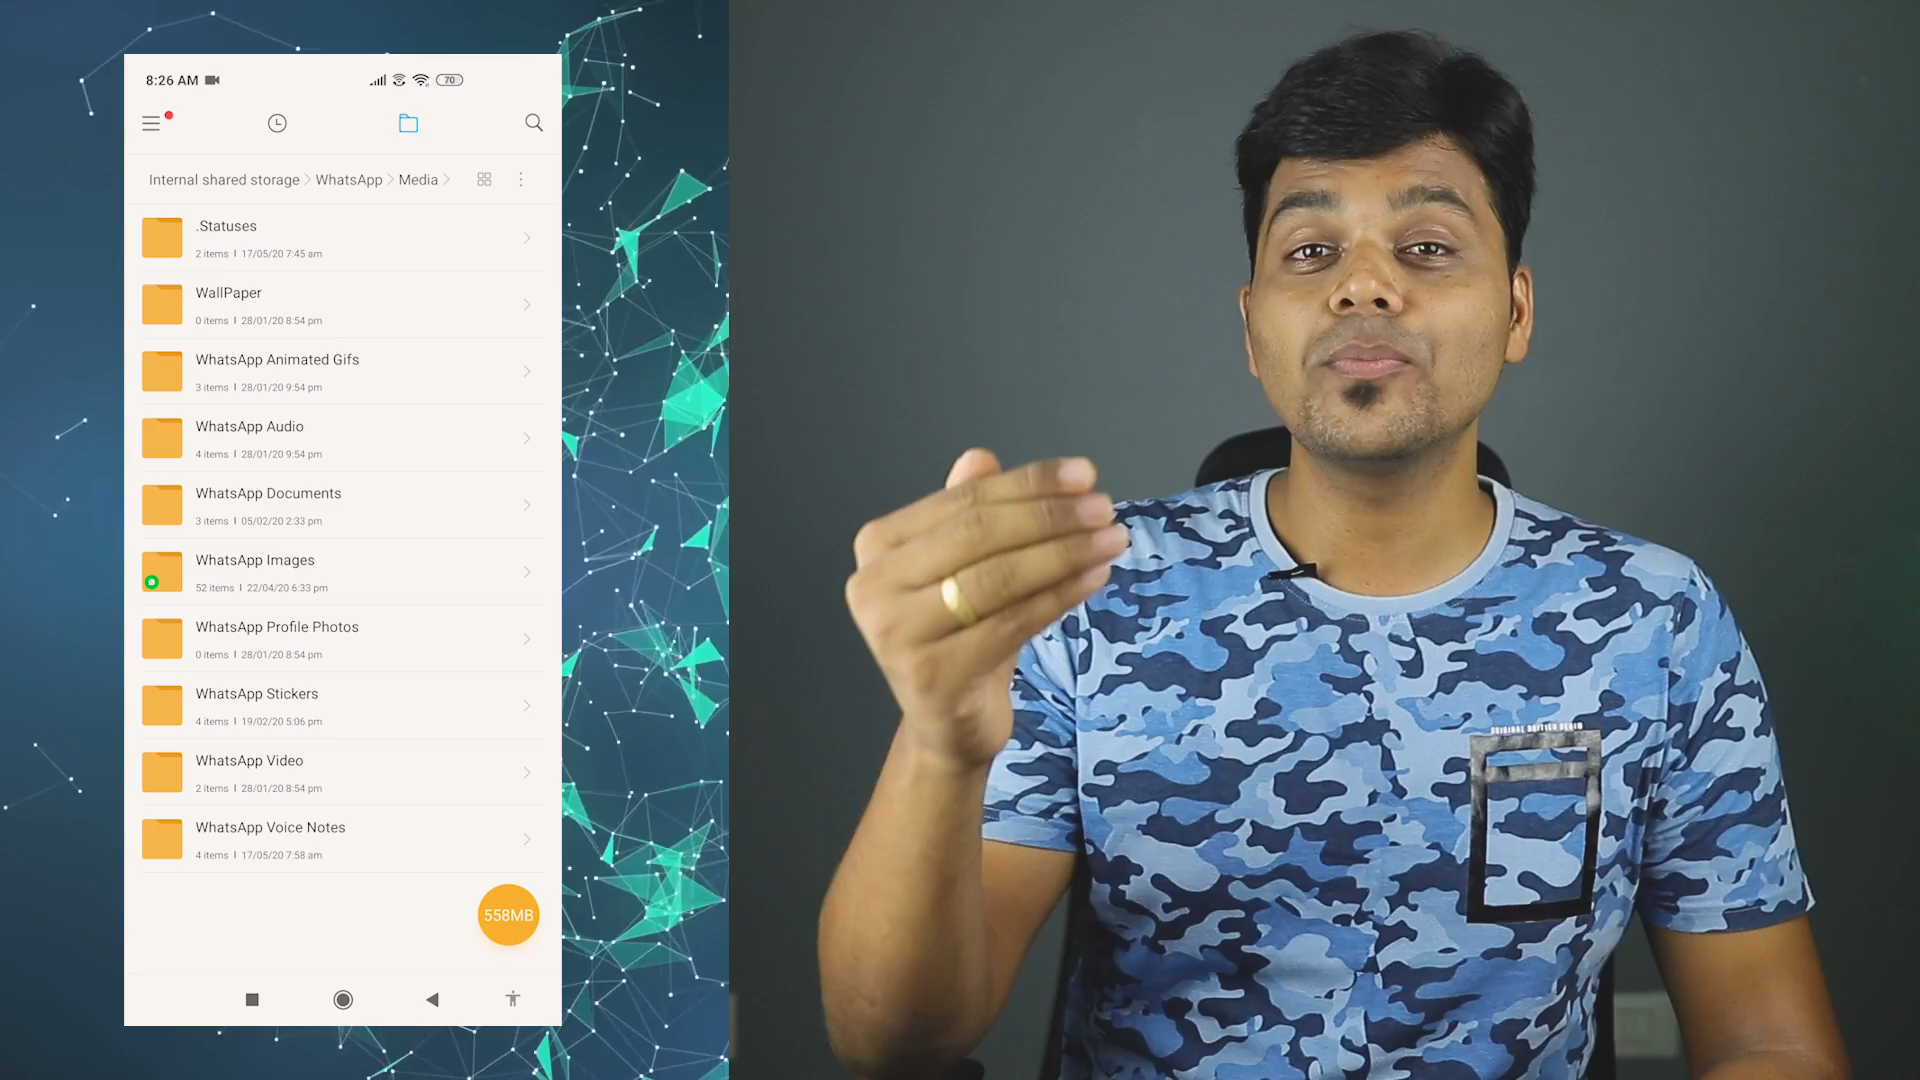 8:26 AM
70
Internal shared storage > WhatsApp > Media >
.Statuses
2 items | 17/05/20 7:45 am
WallPaper
0 items | 28/01/20 8:54 pm
WhatsApp Animated Gifs
3 items | 28/01/20 9:54 pm
WhatsApp Audio
4 items | 28/01/20 9:54 pm
WhatsApp Documents
3 items | 05/02/20 2:33 pm
WhatsApp Images
52 items | 22/04/20 6:33 pm
WhatsApp Profile Photos
0 items | 28/01/20 8:54 pm
WhatsApp Stickers
4 items | 19/02/20 5:06 pm
WhatsApp Video
2 items | 28/01/20 8:54 pm
WhatsApp Voice Notes
4 items | 17/05/20 7:58 am
558MB
ORIGINAL BRITISH DENIM